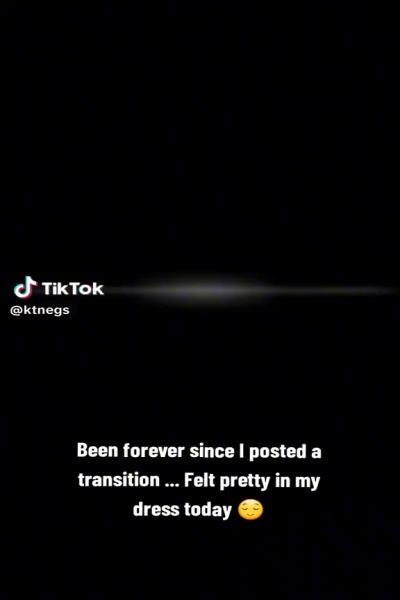 TikTok
@ktnegs
Been forever since I posted a
transition ... Felt pretty in my
dress today 😌